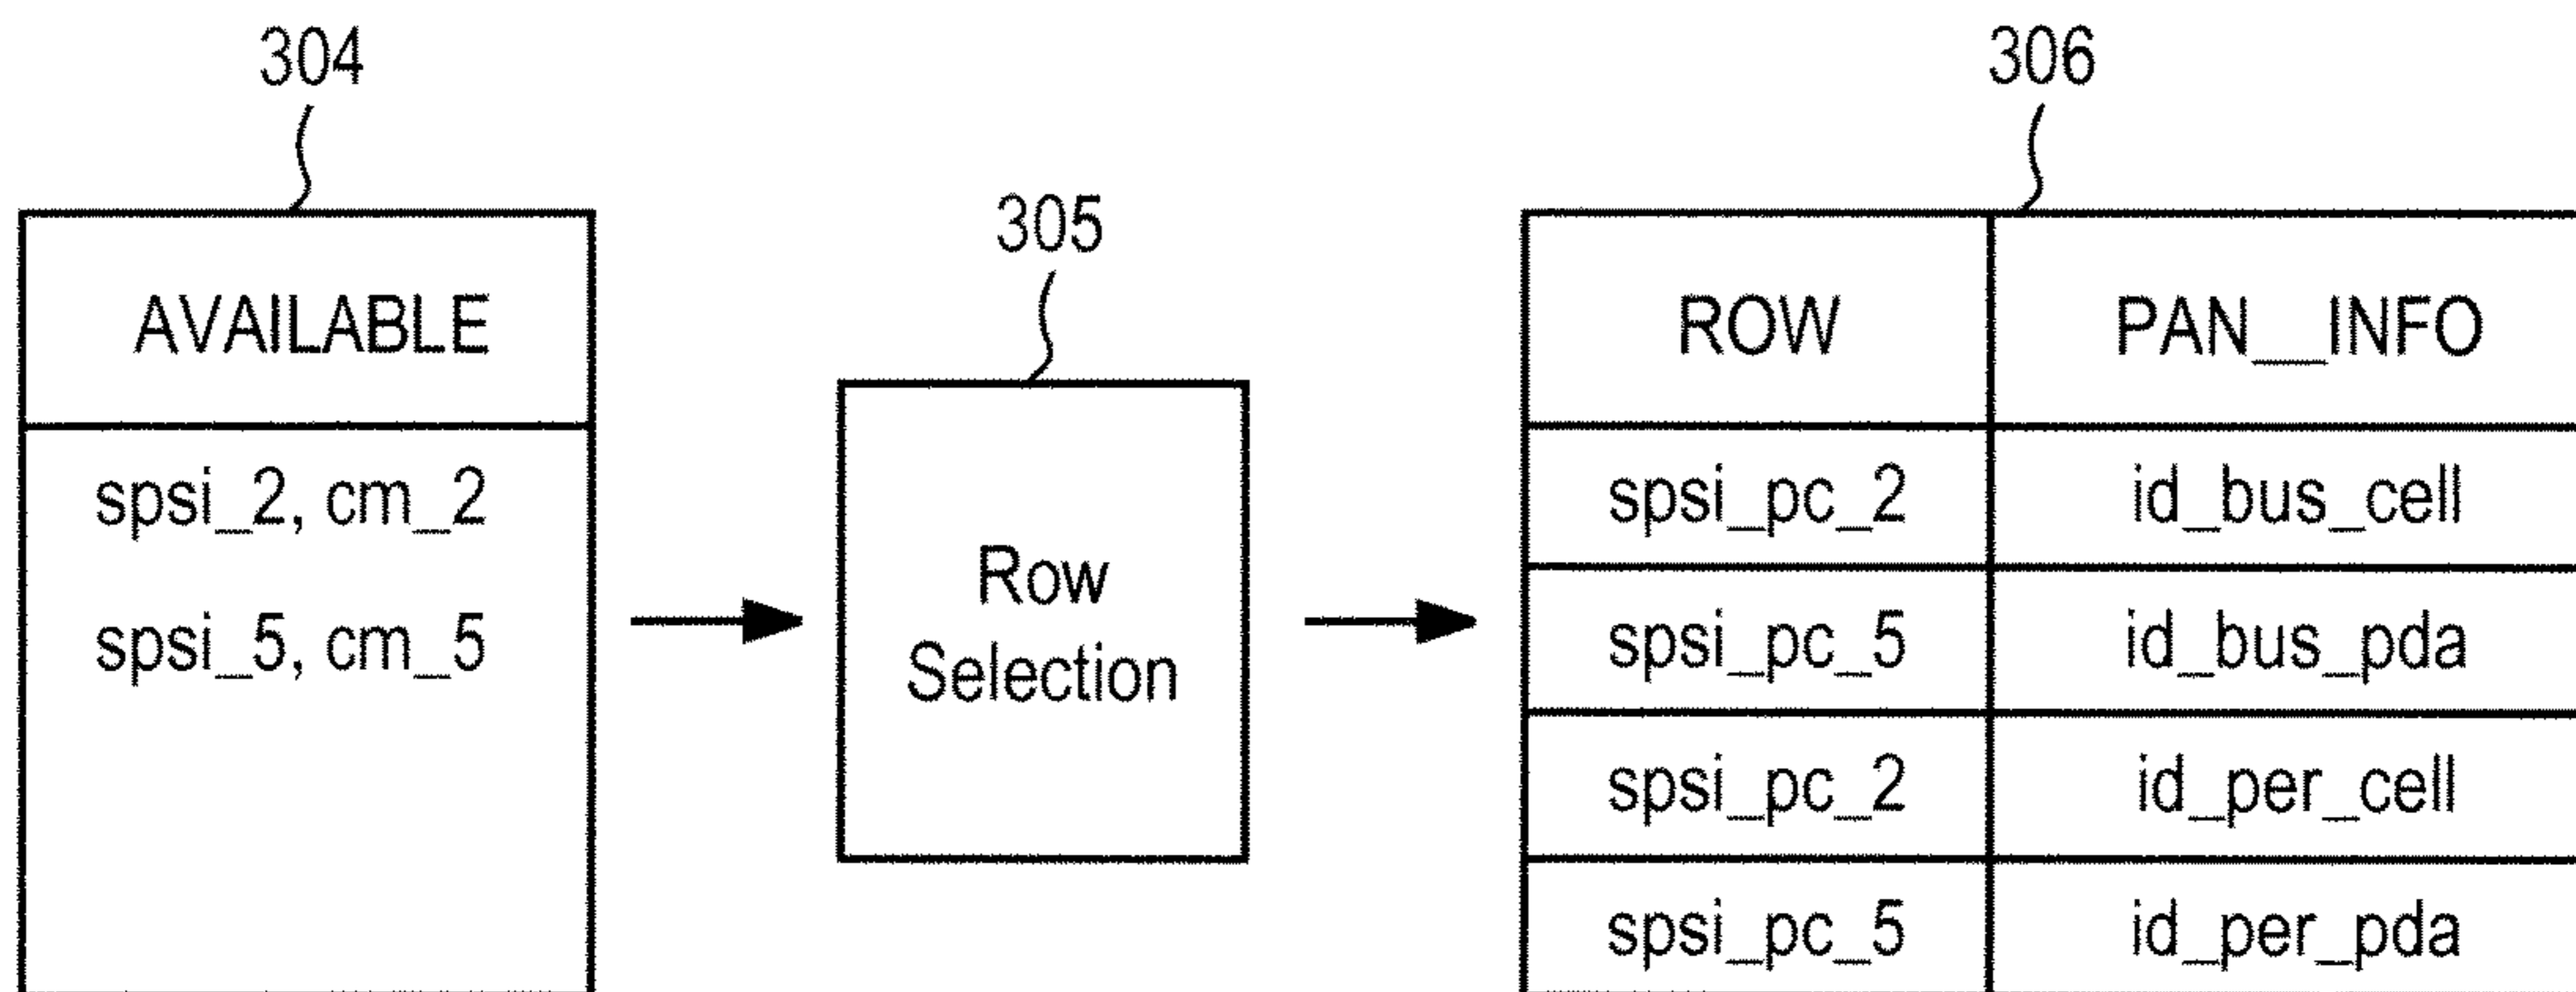 304
306
305
AVAILABLE
ROW PAN__INFO
spsi_2, cm_2
spsi_5, cm_5
Row
Selection
spsi_pc_2 id_bus_cell
spsi_pc_5 id_bus_pda
spsi_pc_2 id_per_cell
spsi_pc_5 id_per_pda